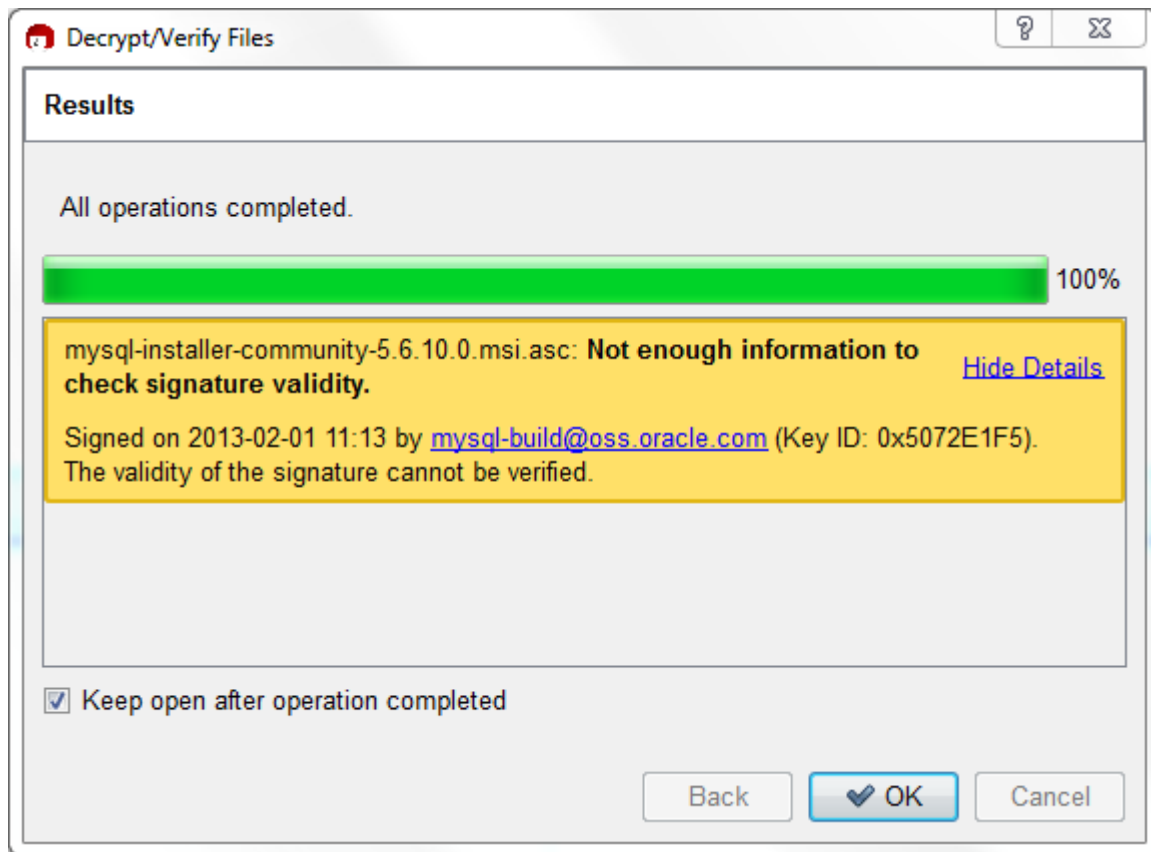 Decrypt/Verify Files
Results
All operations completed.
100%
mysql-installer-community-5.6.10.0.msi.asc: Not enough information to
check signature validity.
Hide Details
Signed on 2013-02-01 11:13 by mysql-build@oss.oracle.com (Key ID: 0x5072E1F5).
The validity of the signature cannot be verified.
Keep open after operation completed
Back
OK
Cancel